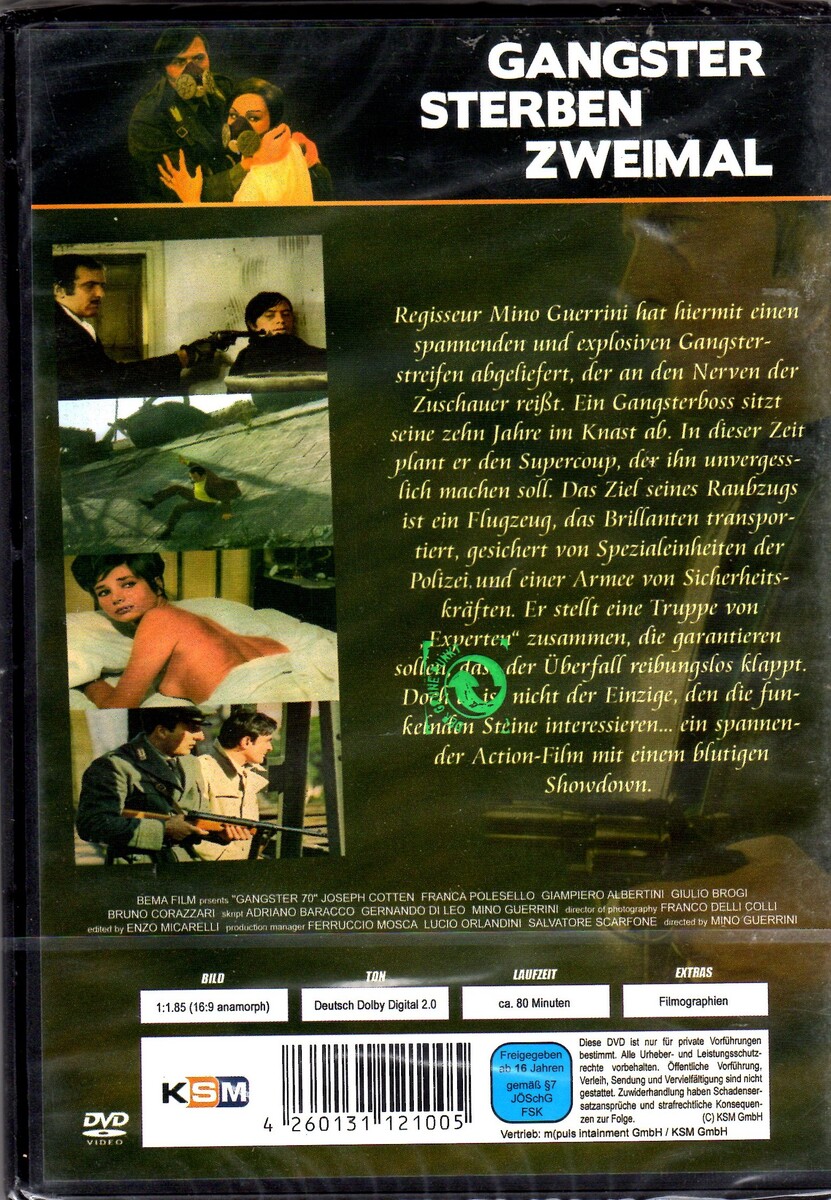 GANGSTER
STERBEN
ZWEIMAL
Regisseur Mino Guerrini hat hiermit einen
spannenden und explosiven Gangster-
streifen abgeliefert, der an den Nerven der
Zuschauer reißt. Ein Gangsterboss sitzt
seine zehn Jahre im Knast ab. In dieser Zeit
plant er den Supercoup, der ihn unvergess-
lich machen soll. Das Ziel seines Raubzugs
ist ein Flugzeug, das Brillanten transpor-
tiert, gesichert von Spezialeinheiten der
Polizei und einer Armee von Sicherheits-
kräften. Er stellt eine Truppe von
Experten“ zusammen, die garantieren
sollen, das der Überfall reibungslos klappt.
Doch is nicht der Einzige, den die fun-
kelnden Steine interessieren... ein spannen-
der Action-Film mit einem blutigen
Showdown.
DER GRÜNE PUNKT
BEMA FILM prsents "GANGSTER 70" JOSEPH COTTEN FRANCA POLESELLO GIAMPIERO ALBERTINI GIULIO BROGI
BRUNO CORAZZARI skript ADRIANO BARACCO GERNANDO DI LEO MINO GUERRINI director of photography FRANCO DELLI COLLI
edited by ENZO MICARELLI production manager FERRUCCIO MOSCA LUCIO ORLANDINI SALVATORE SCARFONE directed by MINO GUERRINI
BILD TON LAUFZEIT EXTRAS
1:1.85 (16:9 anamorph) Deutsch Dolby Digital 2.0 ca. 80 Minuten Filmographien
DVD
VIDEO
KSM
4 260131 121005
Freigegeben
ab 16 Jahren
gemäß §7
JÖSchG
FSK
Diese DVD ist nur für private Vorführungen
bestimmt. Alle Urheber- und Leistungsschutz-
rechte vorbehalten. Öffentliche Vorführung,
Verleih, Sendung und Vervielfältigung sind nicht
gestattet. Zuwiderhandlung haben Schadenser-
satzansprüche und strafrechtliche Konsequen-
zen zur Folge. (C) KSM GmbH
Vertrieb: m(puls intainment GmbH / KSM GmbH